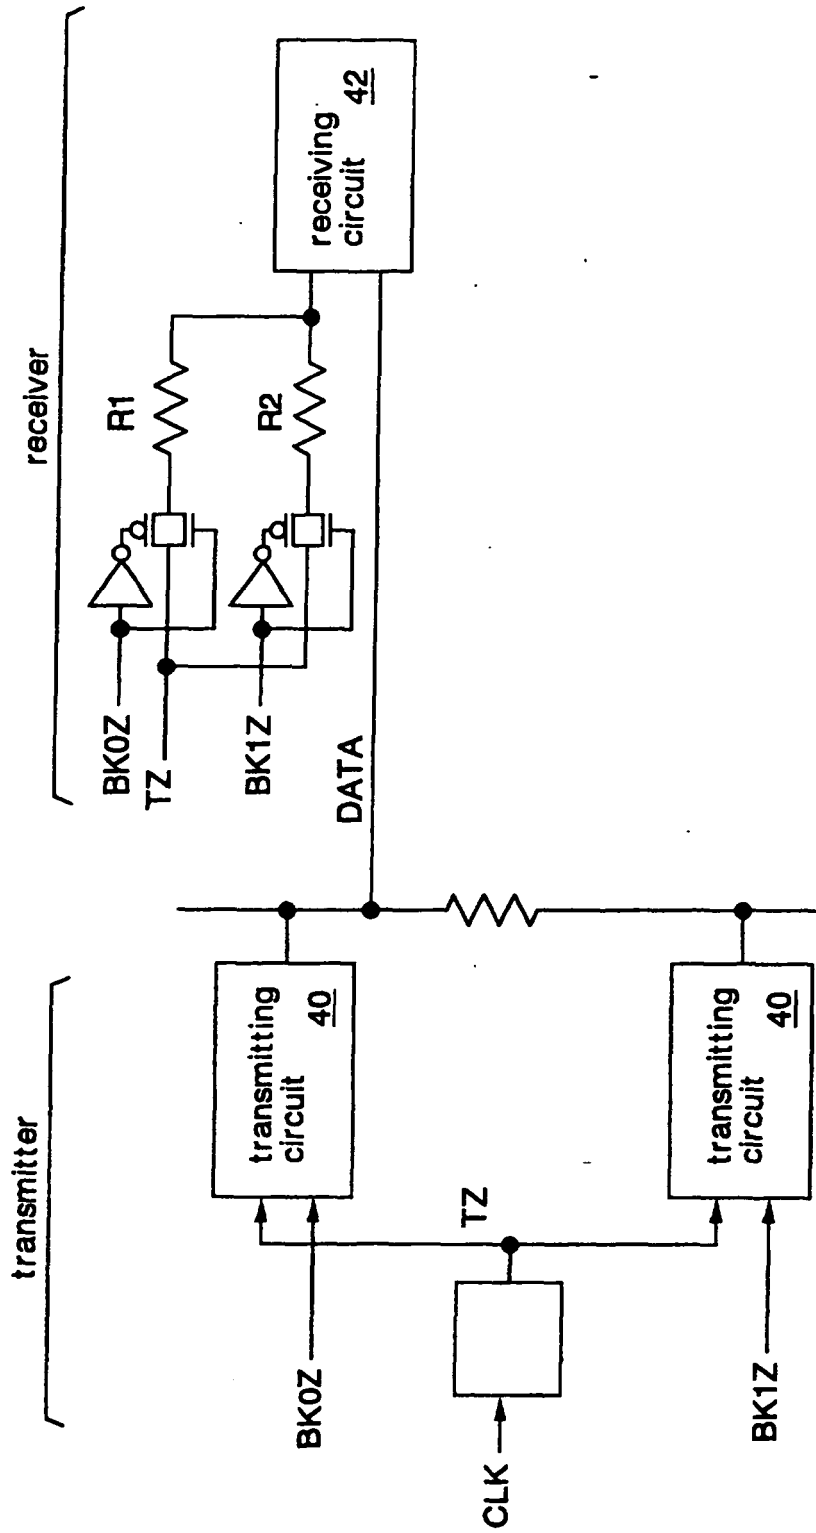 transmitter
receiver
BK0Z
transmitting
circuit
40
CLK
TZ
BK1Z
transmitting
circuit
40
DATA
BK0Z
TZ
BK1Z
R1
R2
receiving
circuit
42